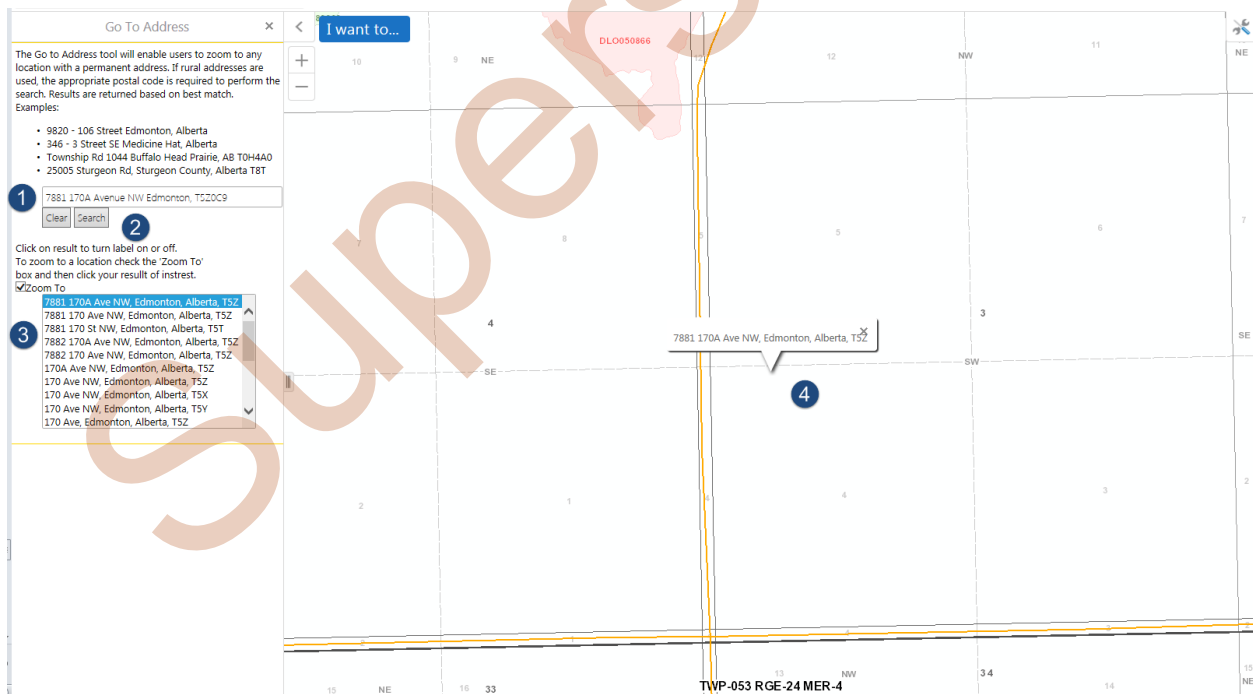 Go To Address ×
The Go to Address tool will enable users to zoom to any
location with a permanent address. If rural addresses are
used, the appropriate postal code is required to perform the
search. Results are returned based on best match.
Examples:
• 9820 - 106 Street Edmonton, Alberta
• 346 - 3 Street SE Medicine Hat, Alberta
• Township Rd 1044 Buffalo Head Prairie, AB T0H4A0
• 25005 Sturgeon Rd, Sturgeon County, Alberta T8T
1
7881 170A Avenue NW Edmonton, T5Z0C9
Clear Search
2
Click on result to turn label on or off.
To zoom to a location check the 'Zoom To'
box and then click your resullt of instrest.
Zoom To
7881 170A Ave NW, Edmonton, Alberta, T5Z
7881 170 Ave NW, Edmonton, Alberta, T5Z
3
7881 170 St NW, Edmonton, Alberta, T5T
7882 170A Ave NW, Edmonton, Alberta, T5Z
7882 170 Ave NW, Edmonton, Alberta, T5Z
170A Ave NW, Edmonton, Alberta, T5Z
170 Ave NW, Edmonton, Alberta, T5Z
170 Ave NW, Edmonton, Alberta, T5X
170 Ave NW, Edmonton, Alberta, T5Y
170 Ave, Edmonton, Alberta, T5Z
I want to...
+
−
DLO050866
10 9 NE 12 12 NW 11 NE
7 8 5 5 6 7
4 3
SE
7881 170A Ave NW, Edmonton, Alberta, T5Z ×
SE SW
4
2 1 4 4 3 2
2 1 4 3 2
15 NE 16 33 13 NW 34 14 15 NE
TWP-053 RGE-24 MER-4
Supers